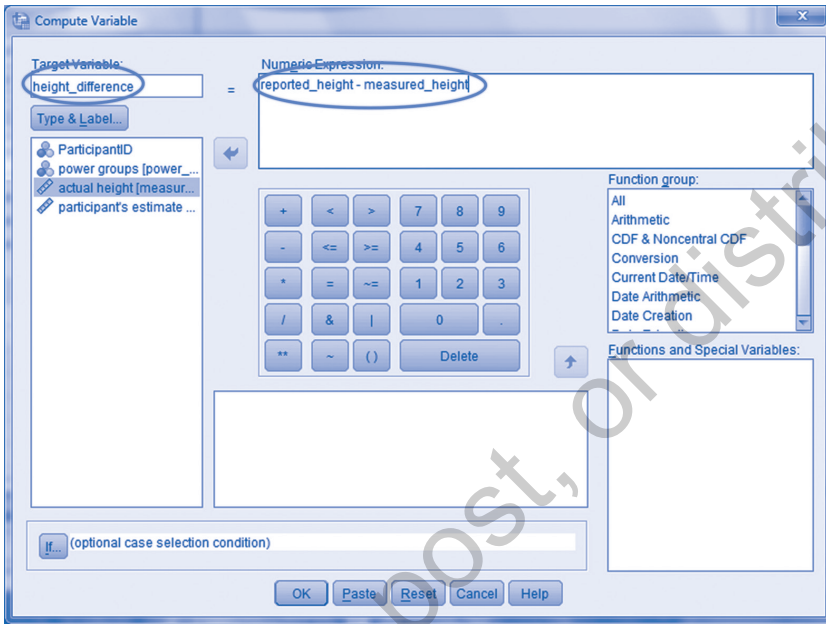 Compute Variable
Target Variable:
height_difference
=
Numeric Expression:
reported_height - measured_height
Type & Label...
ParticipantID
power groups [power_...
actual height [measur...
participant's estimate ...
+ < > 7 8 9
- <= >= 4 5 6
* = ~= 1 2 3
/ & | 0 .
** ~ ( ) Delete
Function group:
All
Arithmetic
CDF & Noncentral CDF
Conversion
Current Date/Time
Date Arithmetic
Date Creation
Functions and Special Variables:
If... (optional case selection condition)
OK Paste Reset Cancel Help
post, or